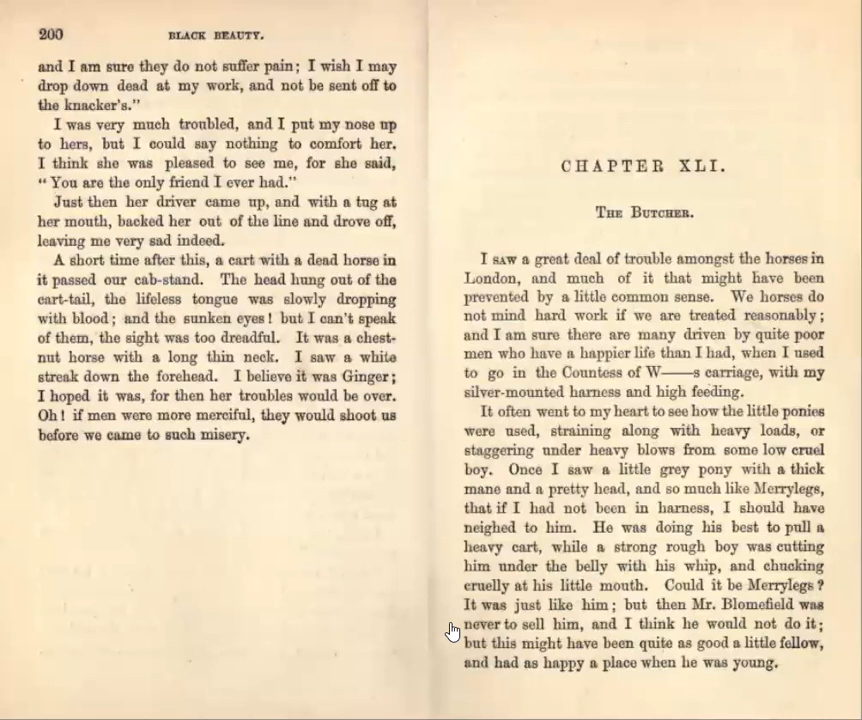 200
BLACK BEAUTY.
and I am sure they do not suffer pain; I wish I may
drop down dead at my work, and not be sent off to
the knacker's."
I was very much troubled, and I put my nose up
to hers, but I could say nothing to comfort her.
I think she was pleased to see me, for she said,
"You are the only friend I ever had."
Just then her driver came up, and with a tug at
her mouth, backed her out of the line and drove off,
leaving me very sad indeed.
A short time after this, a cart with a dead horse in
it passed our cab-stand. The head hung out of the
cart-tail, the lifeless tongue was slowly dropping
with blood; and the sunken eyes! but I can't speak
of them, the sight was too dreadful. It was a chest-
nut horse with a long thin neck. I saw a white
streak down the forehead. I believe it was Ginger;
I hoped it was, for then her troubles would be over.
Oh! if men were more merciful, they would shoot us
before we came to such misery.
CHAPTER XLI.
THE BUTCHER.
I SAW a great deal of trouble amongst the horses in
London, and much of it that might have been
prevented by a little common sense. We horses do
not mind hard work if we are treated reasonably;
and I am sure there are many driven by quite poor
men who have a happier life than I had, when I used
to go in the Countess of W——s carriage, with my
silver-mounted harness and high feeding.
It often went to my heart to see how the little ponies
were used, straining along with heavy loads, or
staggering under heavy blows from some low cruel
boy. Once I saw a little grey pony with a thick
mane and a pretty head, and so much like Merrylegs,
that if I had not been in harness, I should have
neighed to him. He was doing his best to pull a
heavy cart, while a strong rough boy was cutting
him under the belly with his whip, and chucking
cruelly at his little mouth. Could it be Merrylegs?
It was just like him; but then Mr. Blomefield was
never to sell him, and I think he would not do it;
but this might have been quite as good a little fellow,
and had as happy a place when he was young.